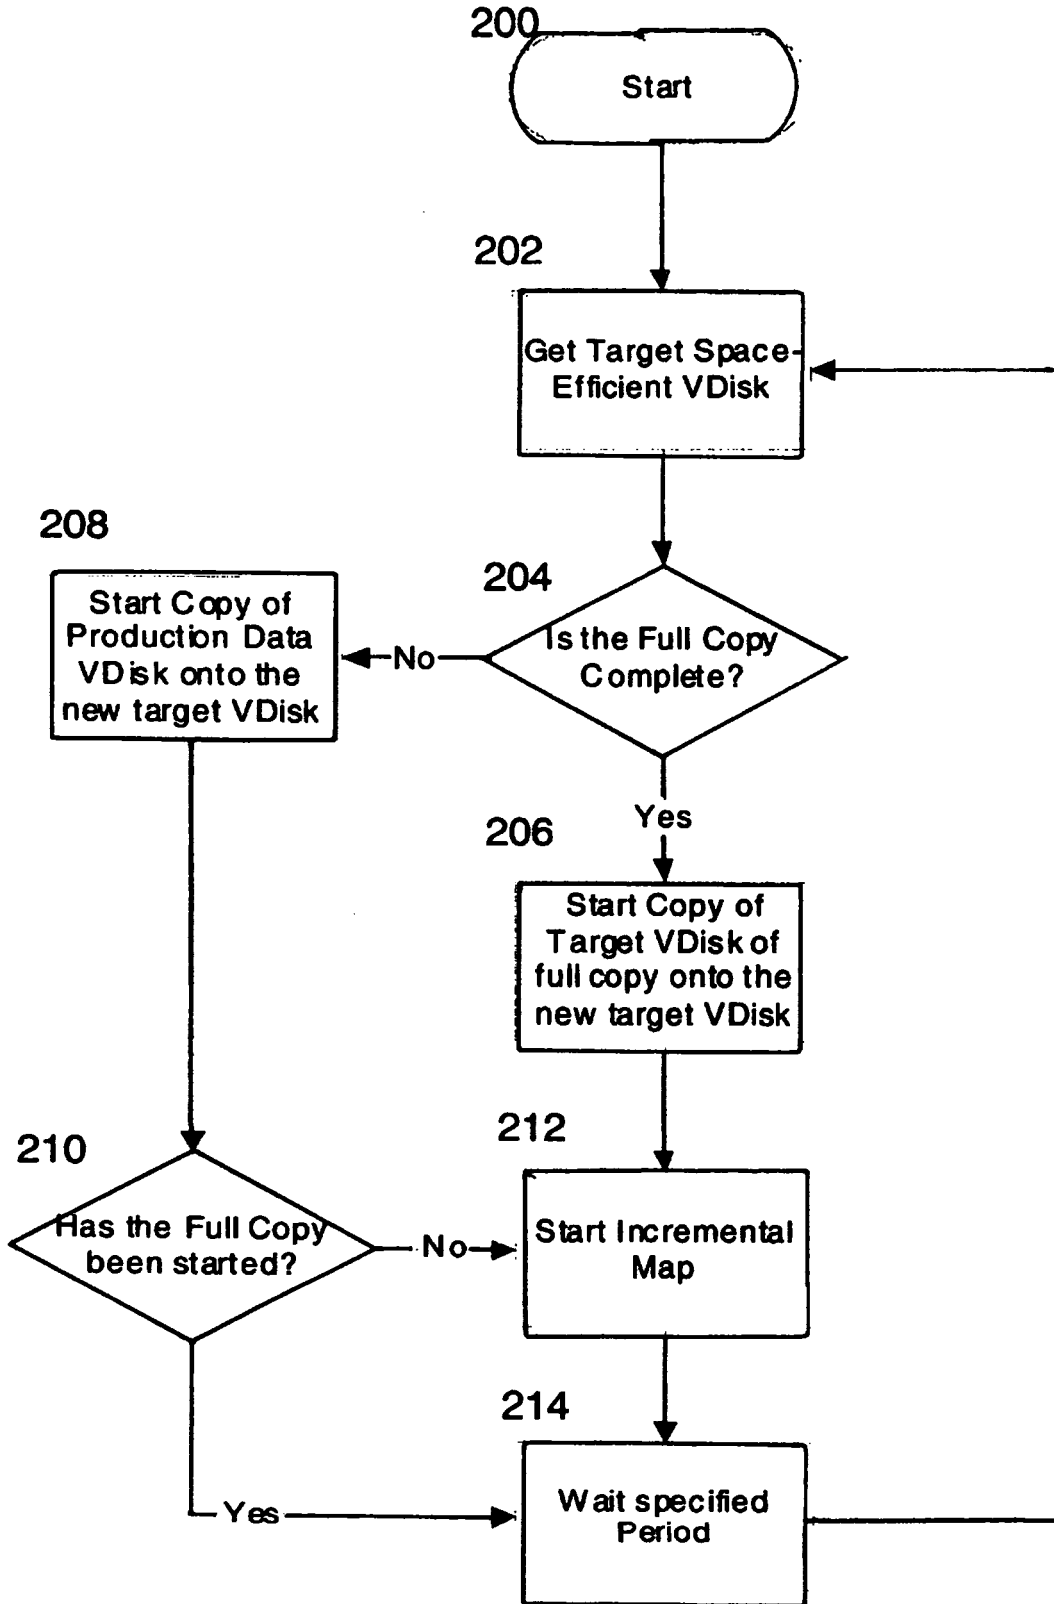 200
Start
202
Get Target Space-
Efficient VDisk
208
204
Start Copy of
Production Data
VDisk onto the
new target VDisk
No
Is the Full Copy
Complete?
Yes
206
Start Copy of
Target VDisk of
full copy onto the
new target VDisk
210
212
Has the Full Copy
been started?
No
Start Incremental
Map
214
Yes
Wait specified
Period